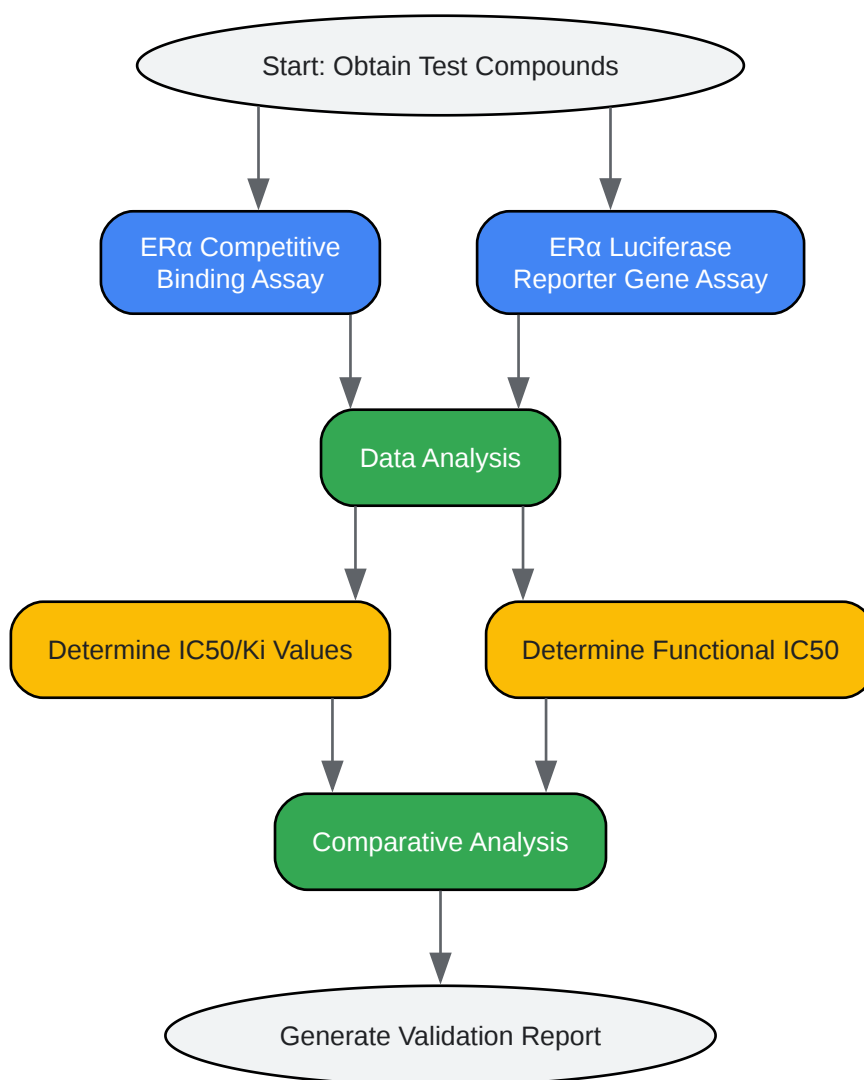 Start: Obtain Test Compounds
ERα Competitive
Binding Assay
ERα Luciferase
Reporter Gene Assay
Data Analysis
Determine IC50/Ki Values
Determine Functional IC50
Comparative Analysis
Generate Validation Report